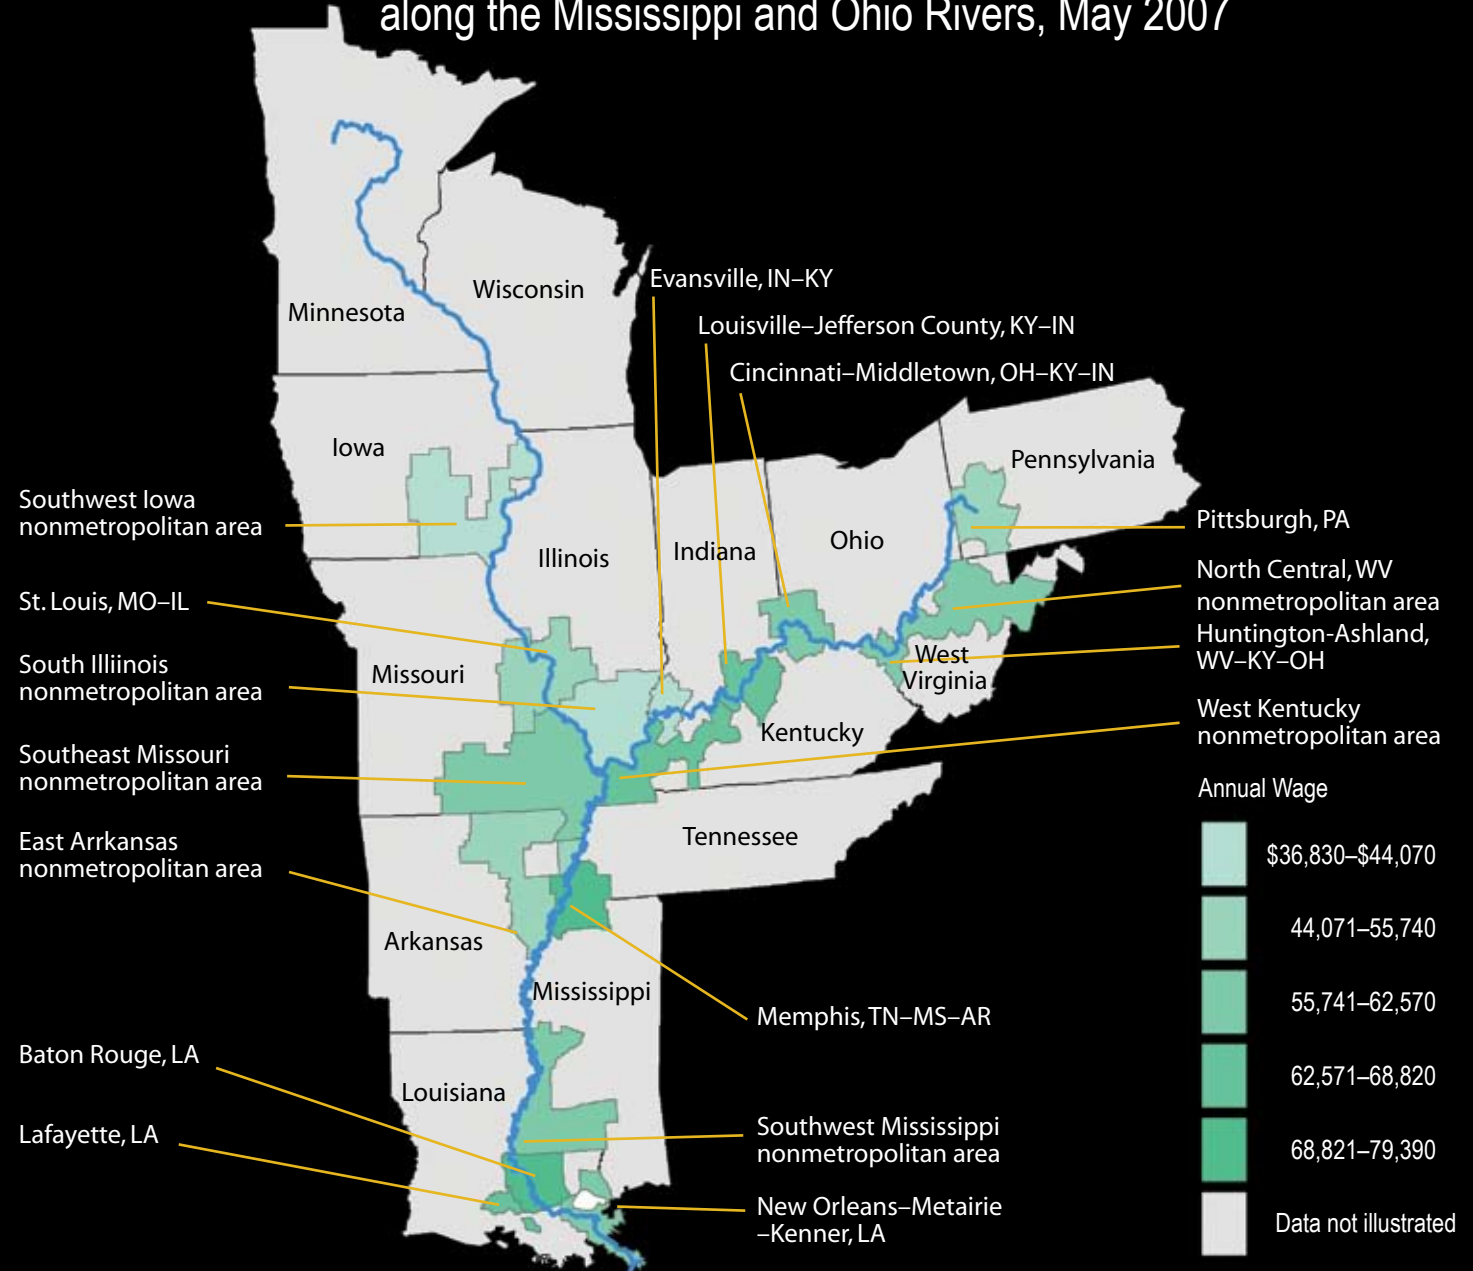 along the Mississippi and Ohio Rivers, May 2007
Minnesota
Wisconsin
Iowa
Illinois
Indiana
Ohio
Pennsylvania
Missouri
Kentucky
West
Virginia
Tennessee
Arkansas
Mississippi
Louisiana
Evansville, IN–KY
Louisville–Jefferson County, KY–IN
Cincinnati–Middletown, OH–KY–IN
Southwest Iowa
nonmetropolitan area
St. Louis, MO–IL
South Illiinois
nonmetropolitan area
Southeast Missouri
nonmetropolitan area
East Arrkansas
nonmetropolitan area
Baton Rouge, LA
Lafayette, LA
Pittsburgh, PA
North Central, WV
nonmetropolitan area
Huntington-Ashland,
WV–KY–OH
West Kentucky
nonmetropolitan area
Memphis, TN–MS–AR
Southwest Mississippi
nonmetropolitan area
New Orleans–Metairie
–Kenner, LA
Annual Wage
$36,830–$44,070
44,071–55,740
55,741–62,570
62,571–68,820
68,821–79,390
Data not illustrated